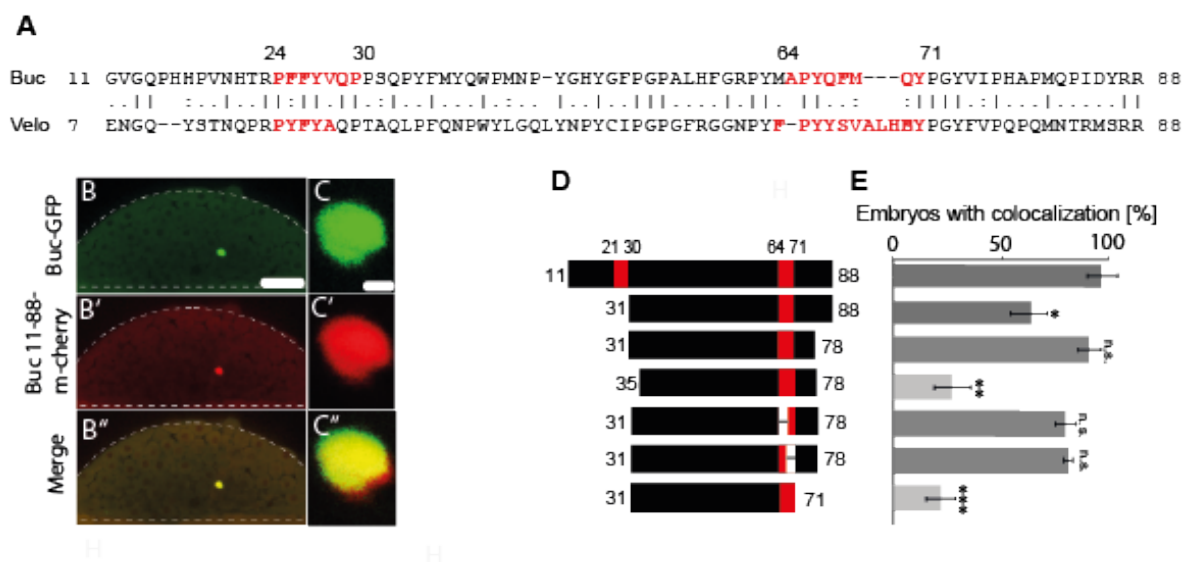 A
24 30 64 71
Buc 11 GVGQPHHPVNHTRPFFYVQPPSQPYFMYQWPMNP-YGHYGFPGPALHFGRPYMAPYQFM---QYPGYVIPHAPMQPIDYRR 88
Velo 7 ENGQ--YSTNQPRPYFYAQPTAQLPFQNPWYLGQLYNPYCIPGPGFRGGNPYF-PYYSVALHEYPGYFVPQPQMNTRMSRR 88
B
C
Buc-GFP
B'
C'
Buc 11-88-
m-cherry
B"
C"
Merge
D
21 30 64 71
11 88
31 88
31 78
35 78
31 78
31 78
31 71
E
Embryos with colocalization [%]
0 50 100
*
n.s.
**
n.s.
n.s.
***
H
H
H